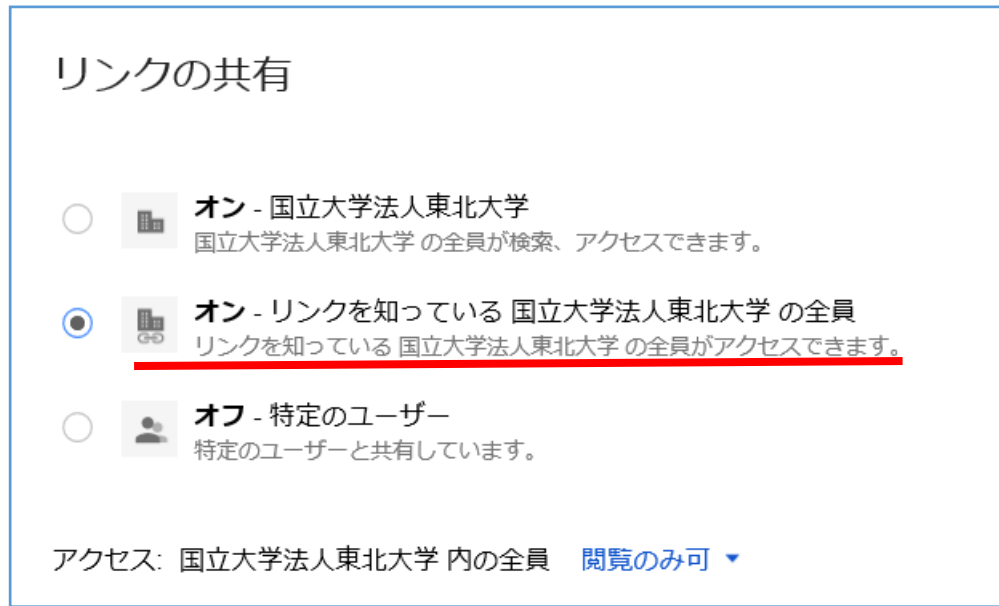 リンクの共有
オン - 国立大学法人東北大学
国立大学法人東北大学 の全員が検索、アクセスできます。
オン - リンクを知っている 国立大学法人東北大学 の全員
リンクを知っている 国立大学法人東北大学 の全員がアクセスできます。
オフ - 特定のユーザー
特定のユーザーと共有しています。
アクセス: 国立大学法人東北大学 内の全員 閲覧のみ可